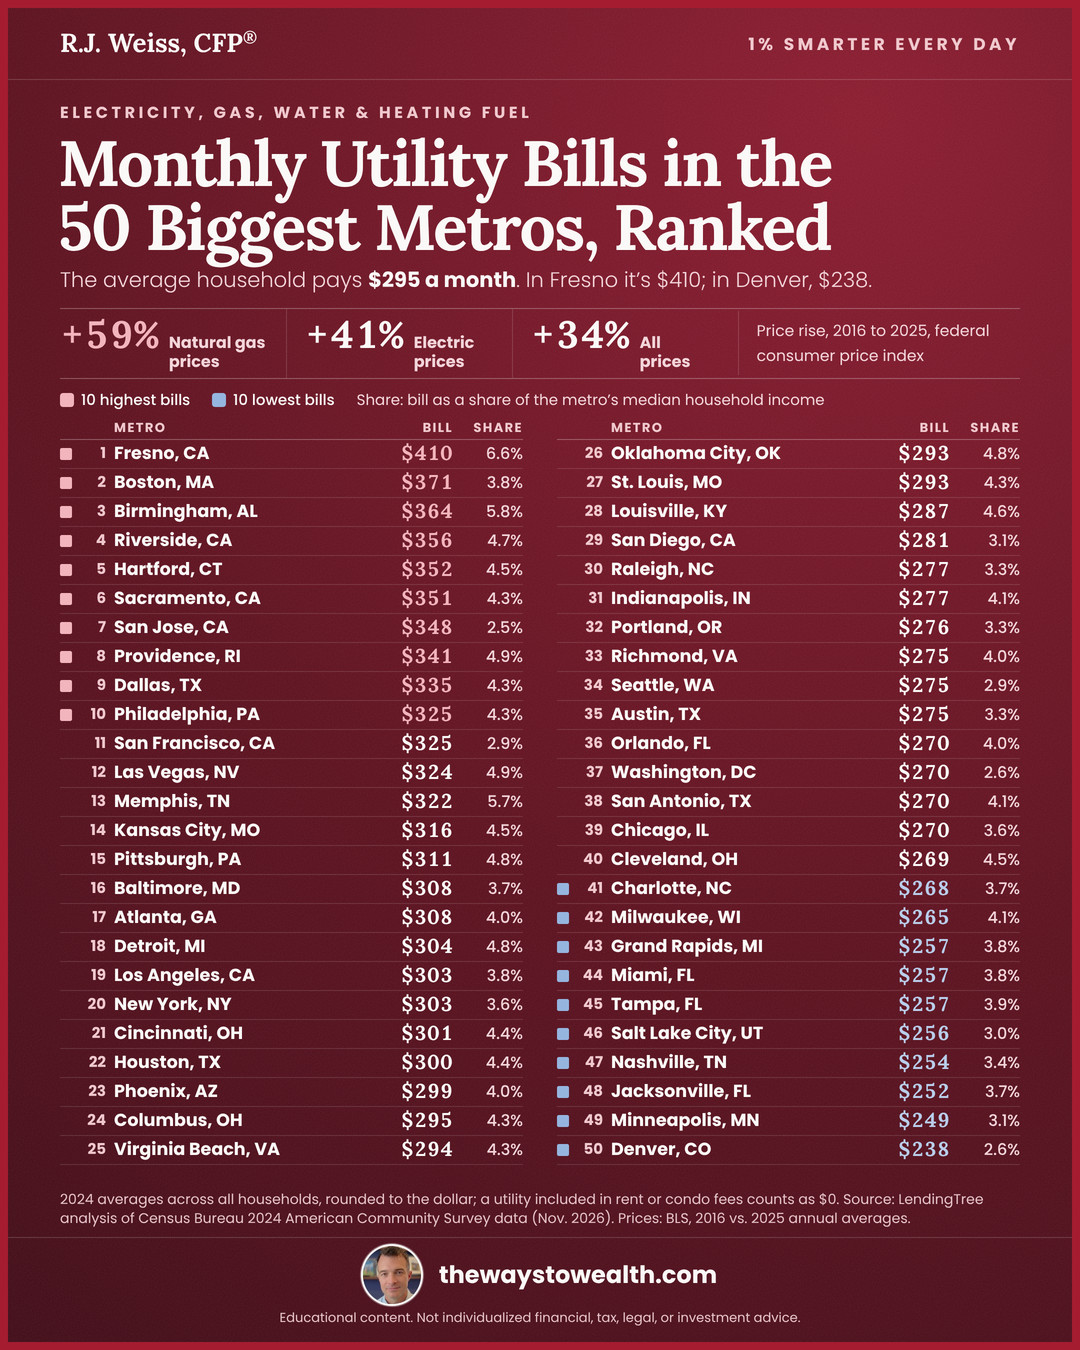 R.J. Weiss, CFP®
1% SMARTER EVERY DAY
ELECTRICITY, GAS, WATER & HEATING FUEL
Monthly Utility Bills in the
50 Biggest Metros, Ranked
The average household pays $295 a month. In Fresno it's $410; in Denver, $238.
+59% Natural gas prices
+41% Electric prices
+34% All prices
Price rise, 2016 to 2025, federal
consumer price index
10 highest bills 10 lowest bills Share: bill as a share of the metro's median household income
METRO BILL SHARE
1 Fresno, CA $410 6.6%
2 Boston, MA $371 3.8%
3 Birmingham, AL $364 5.8%
4 Riverside, CA $356 4.7%
5 Hartford, CT $352 4.5%
6 Sacramento, CA $351 4.3%
7 San Jose, CA $348 2.5%
8 Providence, RI $341 4.9%
9 Dallas, TX $335 4.3%
10 Philadelphia, PA $325 4.3%
11 San Francisco, CA $325 2.9%
12 Las Vegas, NV $324 4.9%
13 Memphis, TN $322 5.7%
14 Kansas City, MO $316 4.5%
15 Pittsburgh, PA $311 4.8%
16 Baltimore, MD $308 3.7%
17 Atlanta, GA $308 4.0%
18 Detroit, MI $304 4.8%
19 Los Angeles, CA $303 3.8%
20 New York, NY $303 3.6%
21 Cincinnati, OH $301 4.4%
22 Houston, TX $300 4.4%
23 Phoenix, AZ $299 4.0%
24 Columbus, OH $295 4.3%
25 Virginia Beach, VA $294 4.3%
METRO BILL SHARE
26 Oklahoma City, OK $293 4.8%
27 St. Louis, MO $293 4.3%
28 Louisville, KY $287 4.6%
29 San Diego, CA $281 3.1%
30 Raleigh, NC $277 3.3%
31 Indianapolis, IN $277 4.1%
32 Portland, OR $276 3.3%
33 Richmond, VA $275 4.0%
34 Seattle, WA $275 2.9%
35 Austin, TX $275 3.3%
36 Orlando, FL $270 4.0%
37 Washington, DC $270 2.6%
38 San Antonio, TX $270 4.1%
39 Chicago, IL $270 3.6%
40 Cleveland, OH $269 4.5%
41 Charlotte, NC $268 3.7%
42 Milwaukee, WI $265 4.1%
43 Grand Rapids, MI $257 3.8%
44 Miami, FL $257 3.8%
45 Tampa, FL $257 3.9%
46 Salt Lake City, UT $256 3.0%
47 Nashville, TN $254 3.4%
48 Jacksonville, FL $252 3.7%
49 Minneapolis, MN $249 3.1%
50 Denver, CO $238 2.6%
2024 averages across all households, rounded to the dollar; a utility included in rent or condo fees counts as $0. Source: LendingTree
analysis of Census Bureau 2024 American Community Survey data (Nov. 2026). Prices: BLS, 2016 vs. 2025 annual averages.
thewaystowealth.com
Educational content. Not individualized financial, tax, legal, or investment advice.